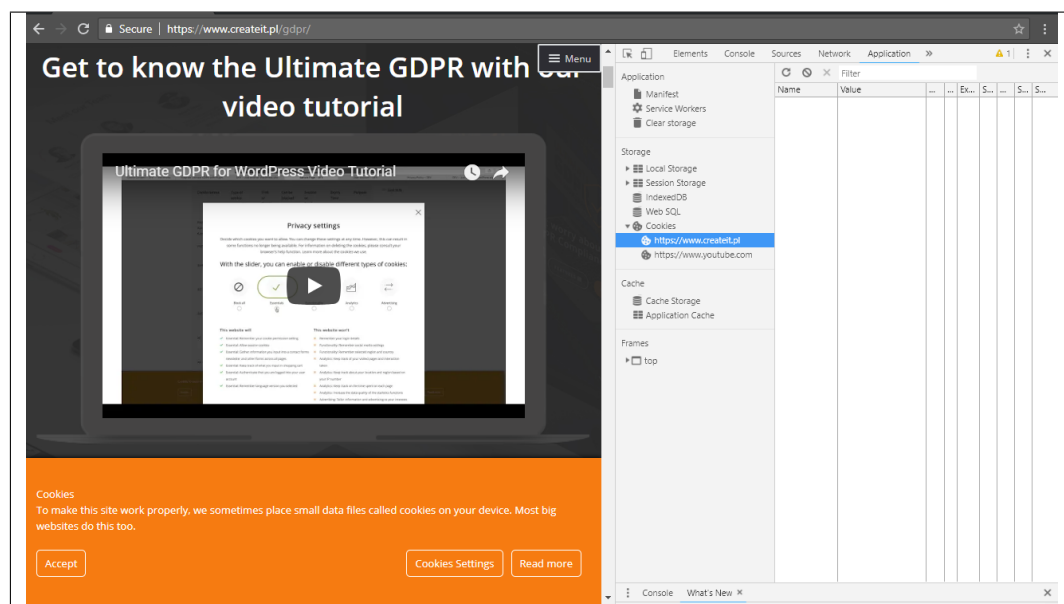 Secure | https://www.createit.pl/gdpr/
Get to know the Ultimate GDPR with our
video tutorial
Menu
Ultimate GDPR for WordPress Video Tutorial
Privacy settings
With the slider, you can enable or disable different types of cookies:
This website will
This website won't
Cookies
To make this site work properly, we sometimes place small data files called cookies on your device. Most big
websites do this too.
Accept
Cookies Settings
Read more
Elements Console Sources Network Application » 1
Application
Manifest
Service Workers
Clear storage
Storage
Local Storage
Session Storage
IndexedDB
Web SQL
Cookies
https://www.createit.pl
https://www.youtube.com
Cache
Cache Storage
Application Cache
Frames
top
Filter
Name Value ... ... Ex... S... ... S... S...
Console What's New ×